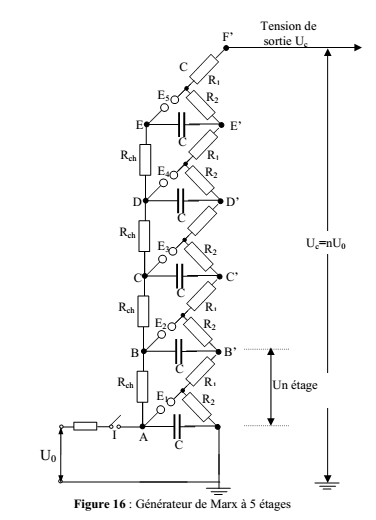 Tension de
sortie Uc
F'
C
R₁
E₅
R₂
E
E'
C
R₁
Rch
E₄
R₂
D
D'
C
Rch
Uc=nU₀
E₃
R₂
C
C'
C
R₁
Rch
E₂
R₂
B
B'
C
R₁
Rch
Un étage
E₁
R₂
I
A
C
U₀
Figure 16 : Générateur de Marx à 5 étages